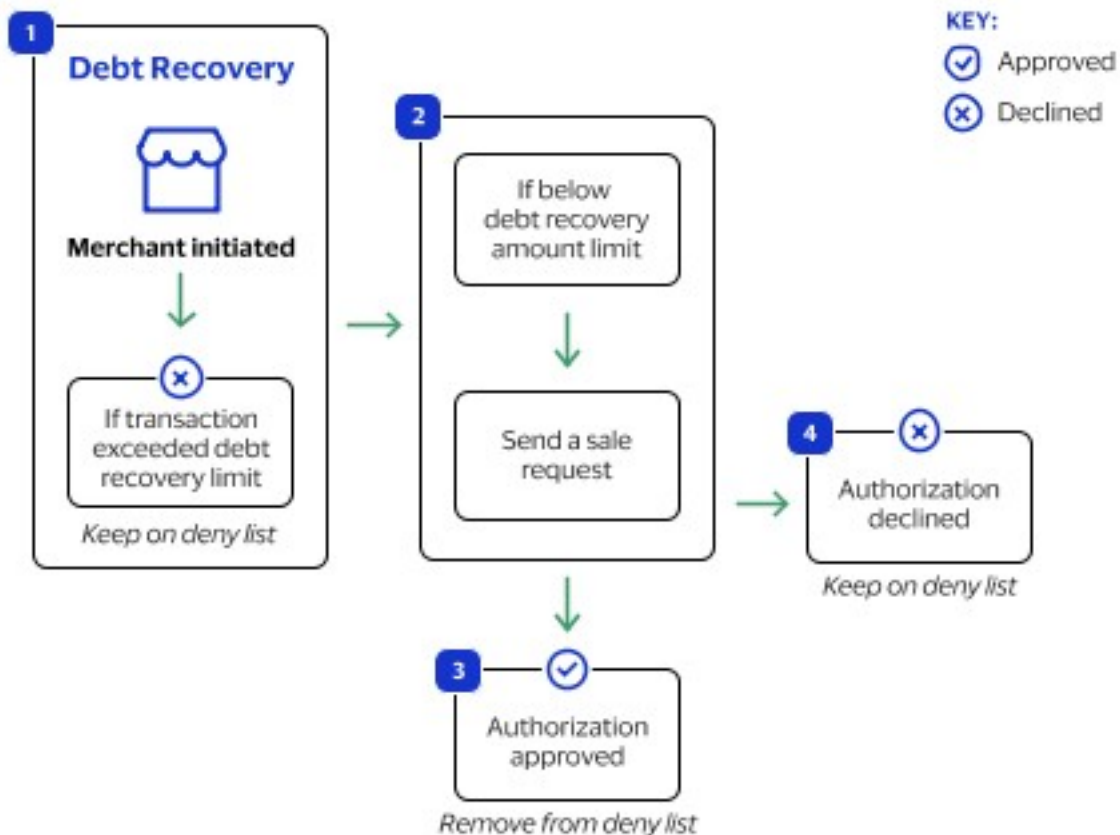 1
Debt Recovery
Merchant initiated
If transaction
exceeded debt
recovery limit
Keep on deny list
2
If below
debt recovery
amount limit
Send a sale
request
3
Authorization
approved
Remove from deny list
4
Authorization
declined
Keep on deny list
KEY:
Approved
Declined